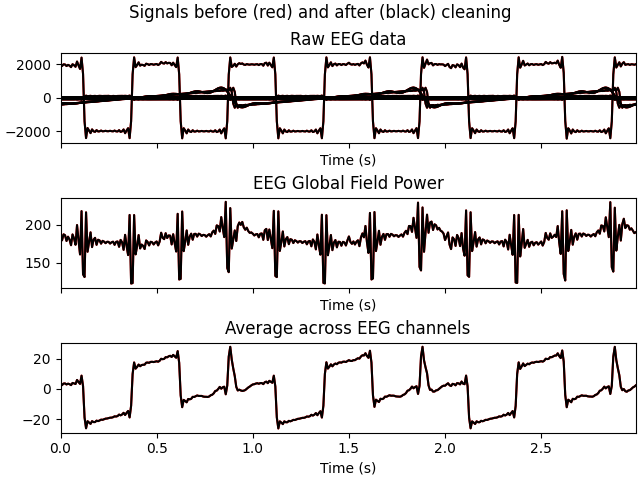 Signals before (red) and after (black) cleaning
Raw EEG data
2000
0
−2000
Time (s)
EEG Global Field Power
200
150
Time (s)
Average across EEG channels
20
0
−20
0.0 0.5 1.0 1.5 2.0 2.5
Time (s)